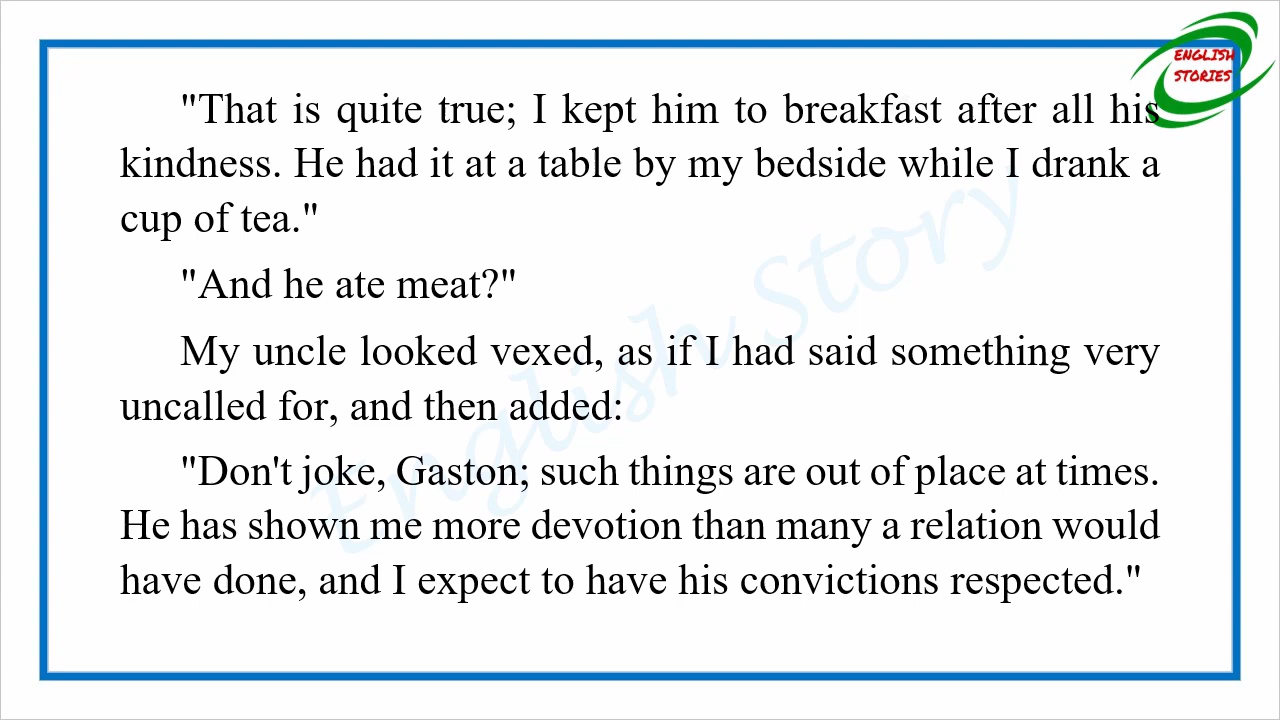 ENGLISH
STORIES
"That is quite true; I kept him to breakfast after all his
kindness. He had it at a table by my bedside while I drank a
cup of tea."
"And he ate meat?"
My uncle looked vexed, as if I had said something very
uncalled for, and then added:
"Don't joke, Gaston; such things are out of place at times.
He has shown me more devotion than many a relation would
have done, and I expect to have his convictions respected."
English Story